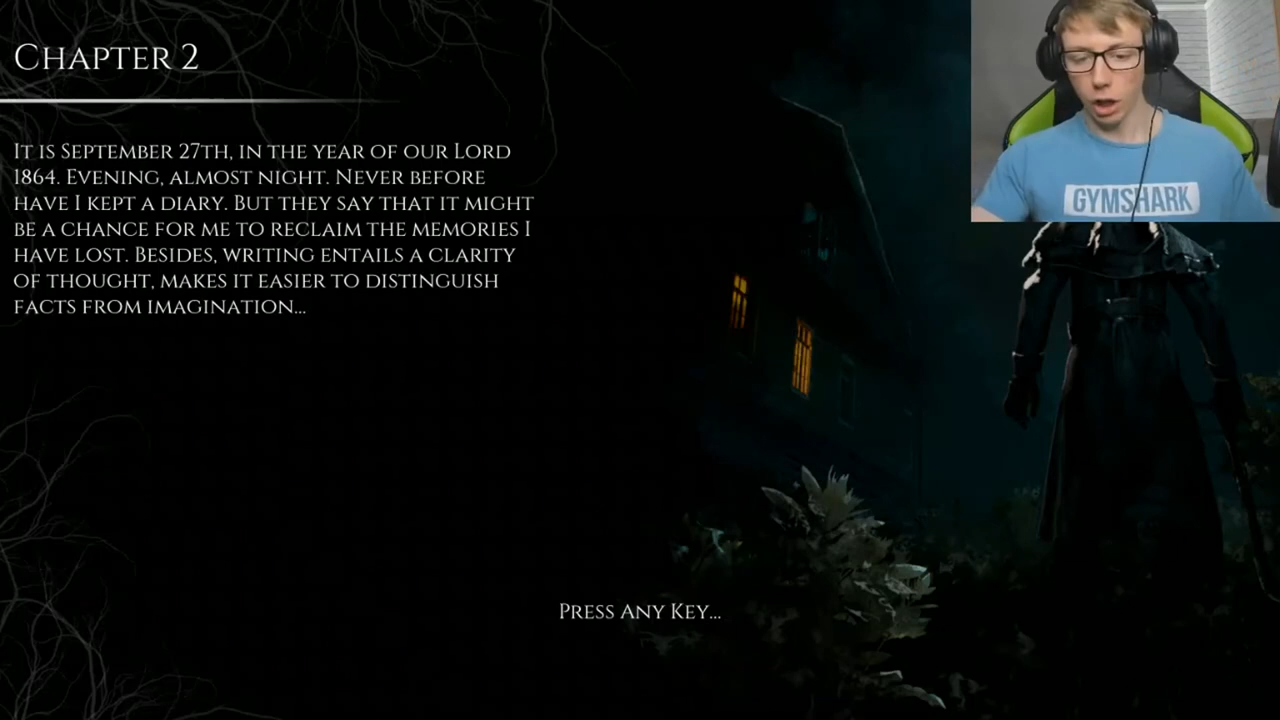 Chapter 2
It is September 27th, in the year of our Lord
1864. Evening, almost night. Never before
have I kept a diary. But they say that it might
be a chance for me to reclaim the memories I
have lost. Besides, writing entails a clarity
of thought, makes it easier to distinguish
facts from imagination...
GYMSHARK
Press Any Key...